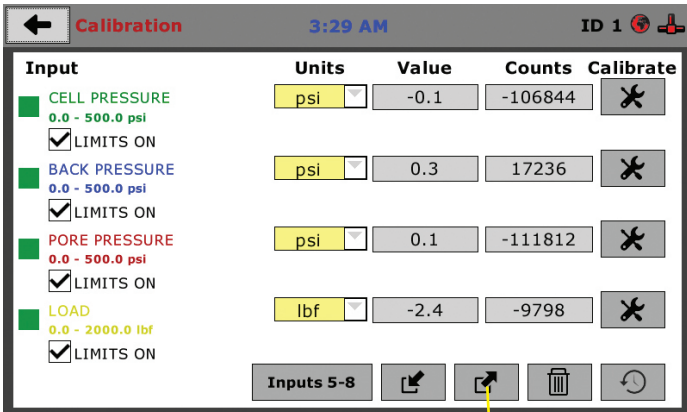 Calibration 3:29 AM ID 1
Input Units Value Counts Calibrate
CELL PRESSURE psi -0.1 -106844
0.0 - 500.0 psi
LIMITS ON
BACK PRESSURE psi 0.3 17236
0.0 - 500.0 psi
LIMITS ON
PORE PRESSURE psi 0.1 -111812
0.0 - 500.0 psi
LIMITS ON
LOAD lbf -2.4 -9798
0.0 - 2000.0 lbf
LIMITS ON
Inputs 5-8